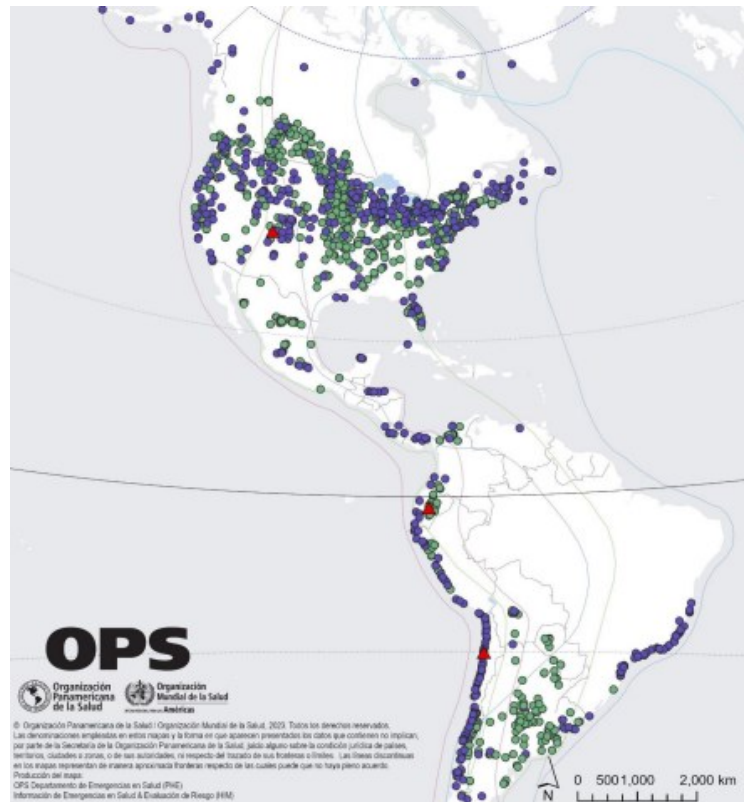 OPS
Organización
Panamericana
de la Salud
Organización
Mundial de la Salud
Américas
© Organización Panamericana de la Salud / Organización Mundial de la Salud, 2023. Todos los derechos reservados.
Las denominaciones empleadas en estos mapas y la forma en que aparecen presentados los datos que contienen no implican,
por parte de la Secretaría de la Organización Panamericana de la Salud, juicio alguno sobre la condición jurídica de países,
territorios, ciudades o zonas, o de sus autoridades, ni respecto del trazado de sus fronteras o límites. Las líneas discontinuas
en los mapas representan de manera aproximada fronteras respecto de las cuales puede que no haya pleno acuerdo.
Producción del mapa:
OPS Departamento de Emergencias en Salud (PHE)
Información de Emergencias en Salud & Evaluación de Riesgo (HIM)
N
0 500 1,000 2,000 km